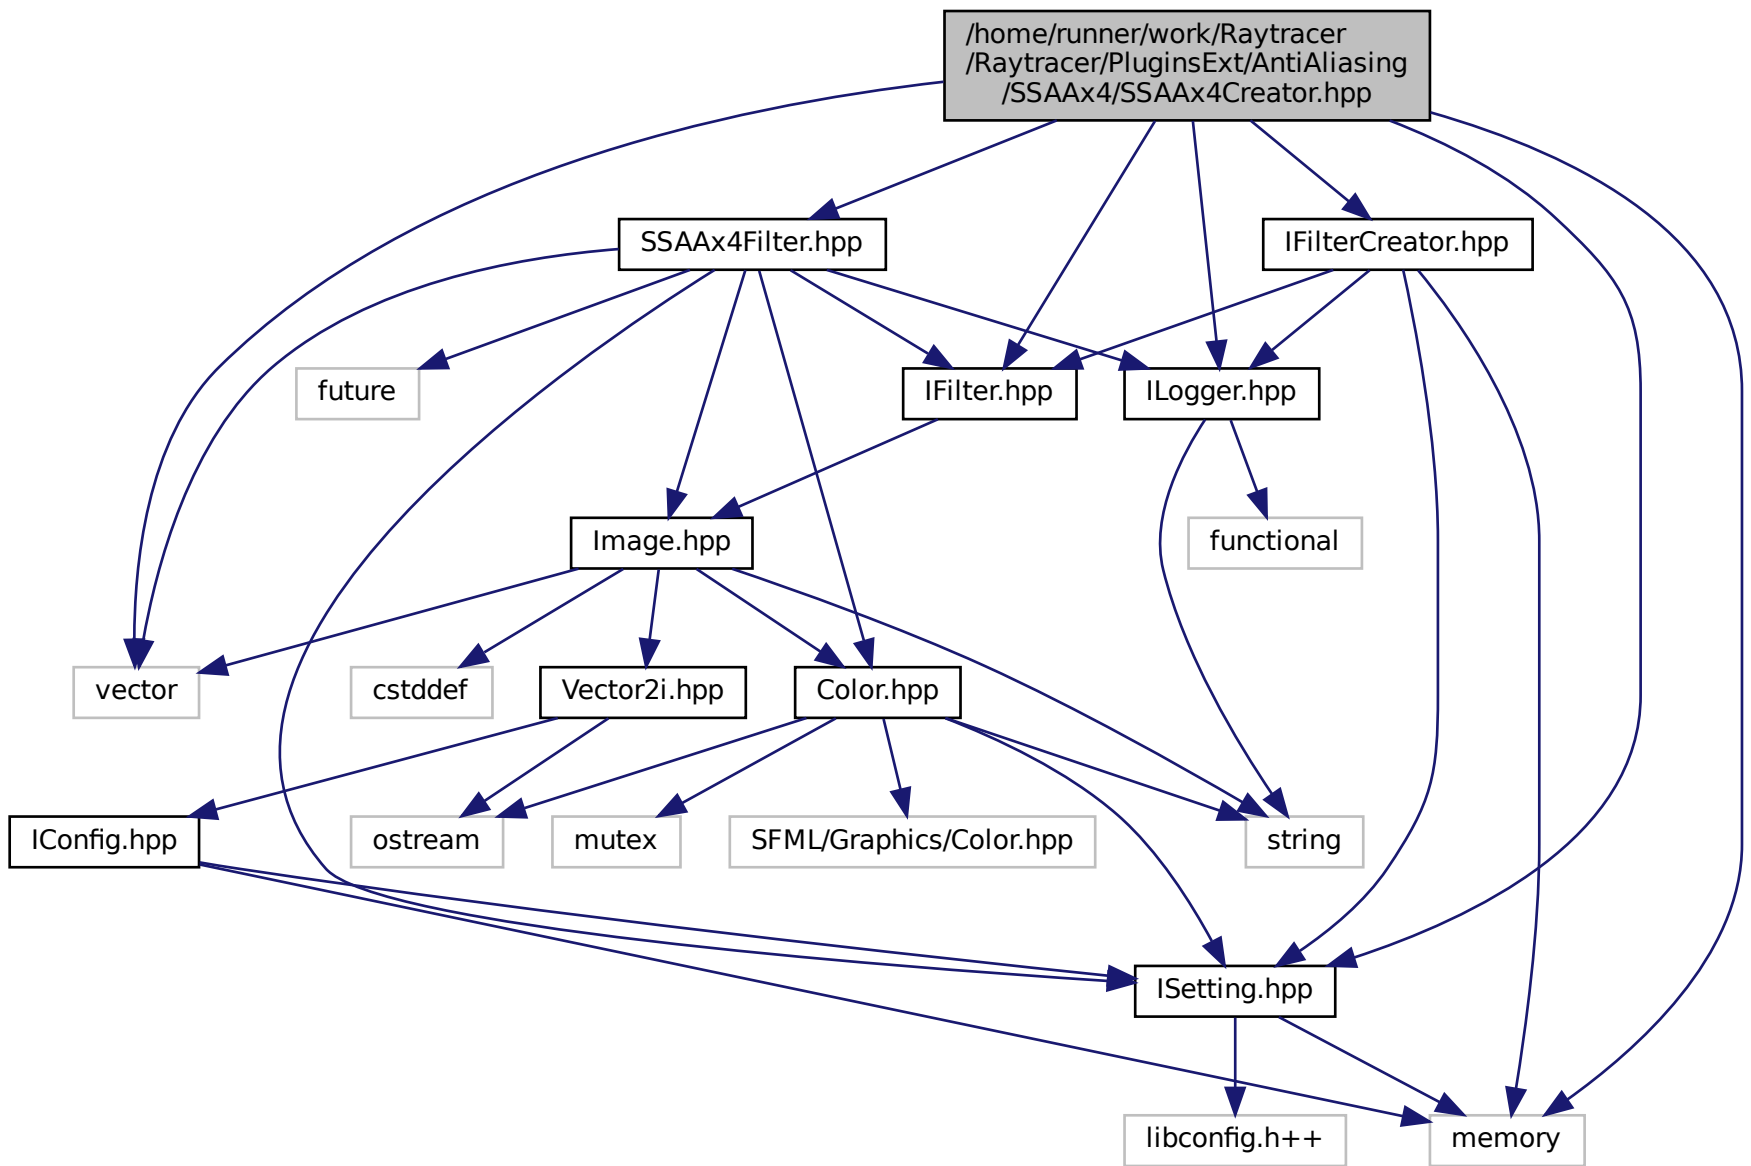 /home/runner/work/Raytracer
/Raytracer/PluginsExt/AntiAliasing
/SSAAx4/SSAAx4Creator.hpp
SSAAx4Filter.hpp
IFilterCreator.hpp
future
IFilter.hpp
ILogger.hpp
Image.hpp
functional
vector
cstddef
Vector2i.hpp
Color.hpp
IConfig.hpp
ostream
mutex
SFML/Graphics/Color.hpp
string
ISetting.hpp
libconfig.h++
memory